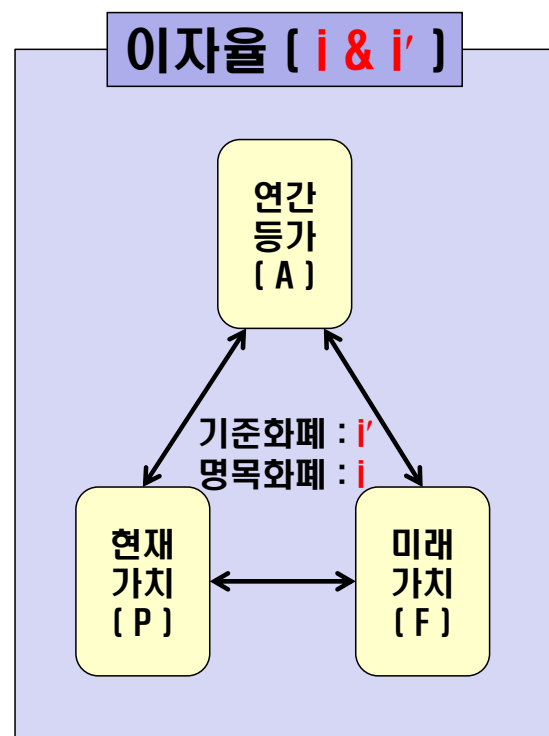 이자율 ( i & i′ )
연간
등가
( A )
기준화폐 : i′
명목화폐 : i
현재
가치
( P )
미래
가치
( F )